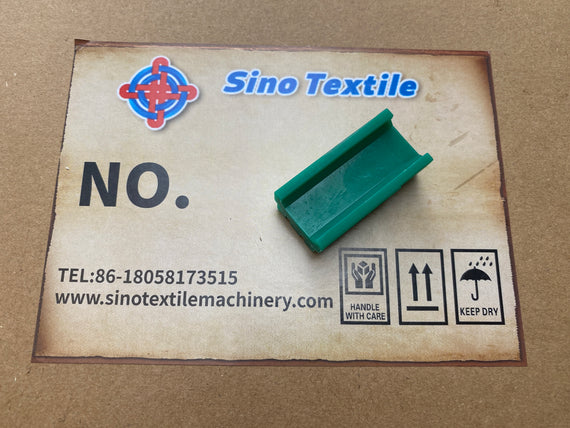 Sino Textile
NO.
TEL:86-18058173515
www.sinotextilemachinery.com
HANDLE
WITH CARE
KEEP DRY